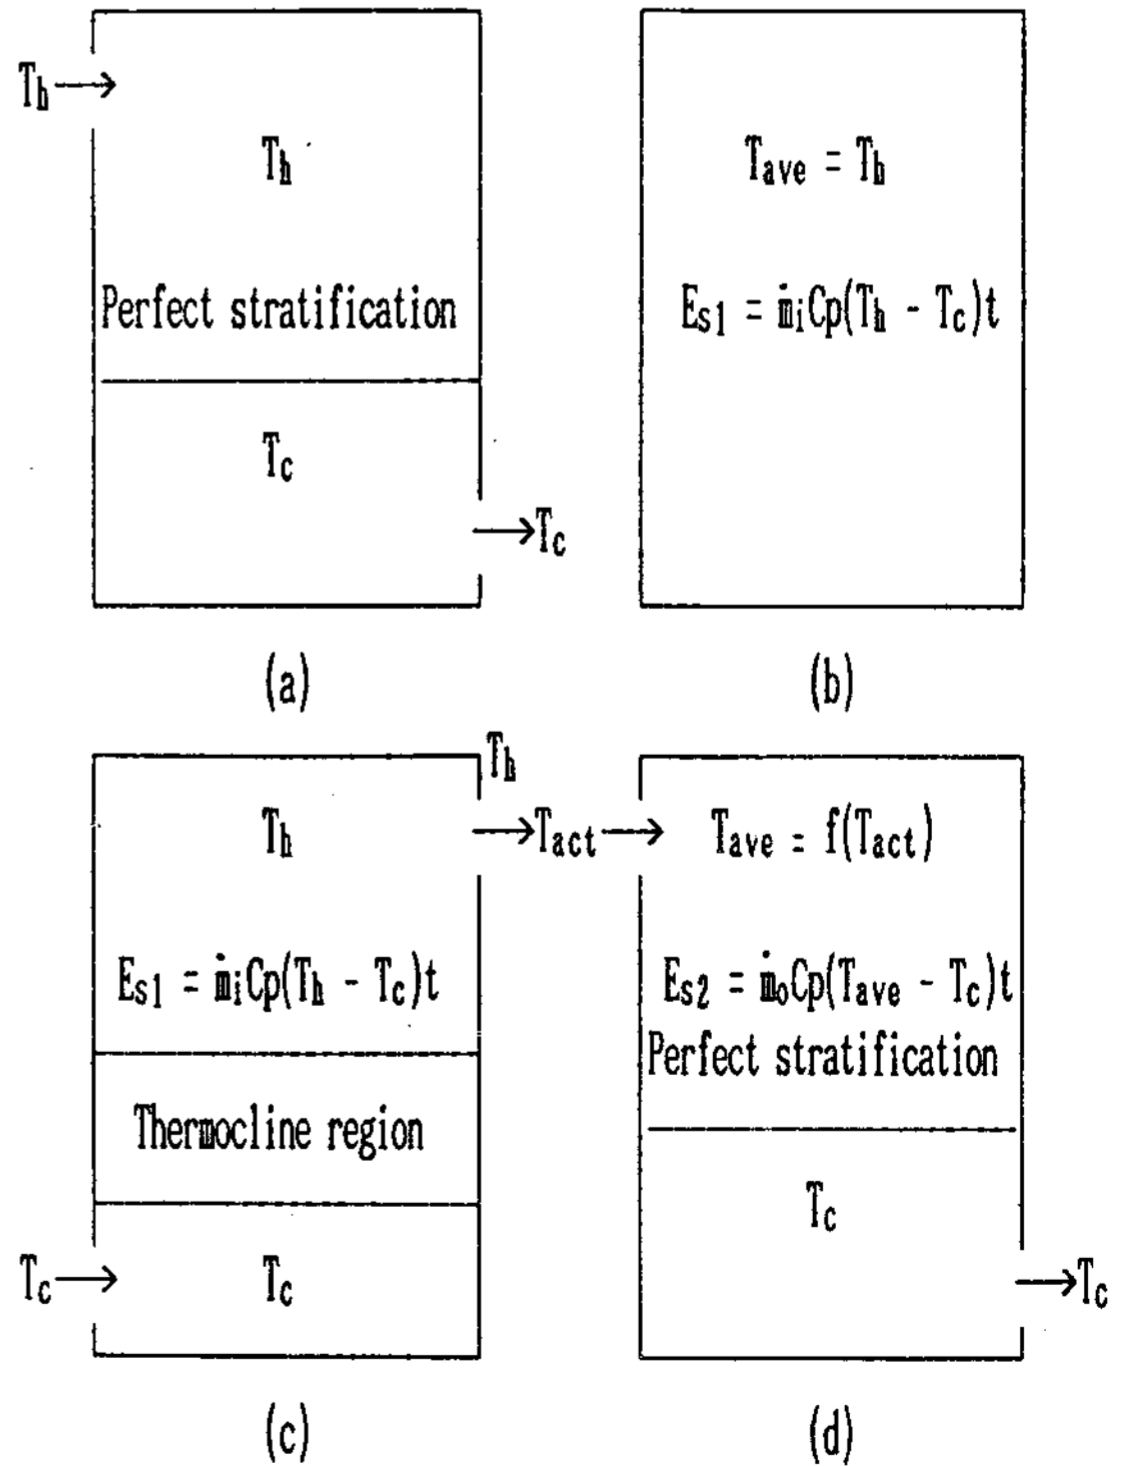 Th
Th
Perfect stratification
Tc
Tc
(a)
Tave = Th
Es1 = ṁiCp(Th - Tc)t
(b)
Th
Th
Tact
Es1 = ṁiCp(Th - Tc)t
Thermocline region
Tc
Tc
(c)
Tave = f(Tact)
Es2 = ṁoCp(Tave - Tc)t
Perfect stratification
Tc
Tc
(d)